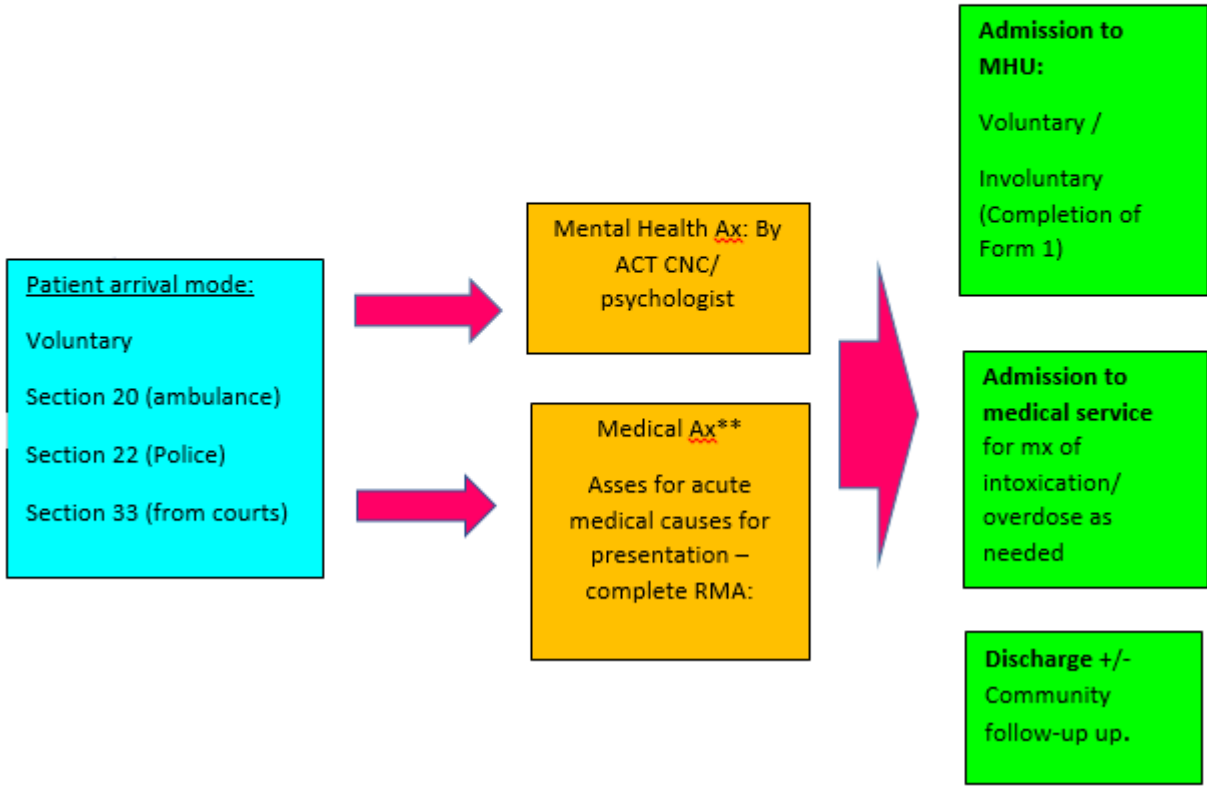 Patient arrival mode:
Voluntary
Section 20 (ambulance)
Section 22 (Police)
Section 33 (from courts)
Mental Health Ax: By
ACT CNC/
psychologist
Medical Ax**
Asses for acute
medical causes for
presentation –
complete RMA:
Admission to
MHU:
Voluntary /
Involuntary
(Completion of
Form 1)
Admission to
medical service
for mx of
intoxication/
overdose as
needed
Discharge +/-
Community
follow-up up.